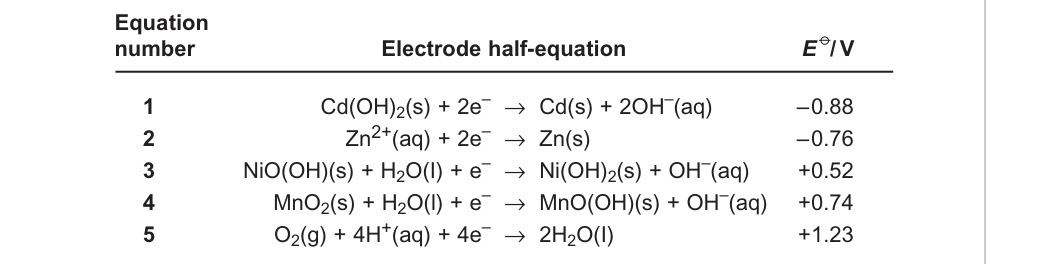 Equation
number Electrode half-equation E⦵/ V
1 Cd(OH)₂(s) + 2e⁻ → Cd(s) + 2OH⁻(aq) −0.88
2 Zn²⁺(aq) + 2e⁻ → Zn(s) −0.76
3 NiO(OH)(s) + H₂O(l) + e⁻ → Ni(OH)₂(s) + OH⁻(aq) +0.52
4 MnO₂(s) + H₂O(l) + e⁻ → MnO(OH)(s) + OH⁻(aq) +0.74
5 O₂(g) + 4H⁺(aq) + 4e⁻ → 2H₂O(l) +1.23